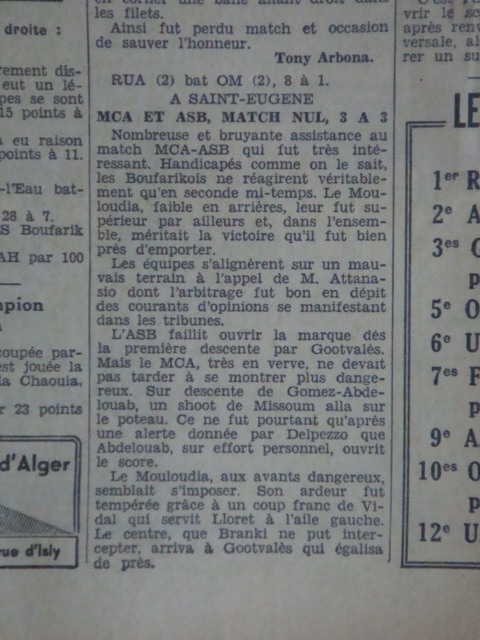 droite :
rement dis-
eut un lé-
pes se sont
15 points à
A eu raison
points à 11.
-l'Eau bat-
28 à 7.
S Boufarik
AH par 100
mpion
coupée par-
est jouée la
la Chaouia,
r 23 points
d'Alger
rue d'Isly
les filets.
Ainsi fut perdu match et occasion
de sauver l'honneur.
Tony Arbona.
RUA (2) bat OM (2), 8 à 1.
A SAINT-EUGENE
MCA ET ASB, MATCH NUL, 3 A 3
Nombreuse et bruyante assistance au
match MCA-ASB qui fut très inté-
ressant. Handicapés comme on le sait,
les Boufarikois ne réagirent véritable-
ment qu'en seconde mi-temps. Le Mou-
loudia, faible en arrières, leur fut su-
périeur par ailleurs et, dans l'ensem-
ble, méritait la victoire qu'il fut bien
près d'emporter.
Les équipes s'alignèrent sur un mau-
vais terrain à l'appel de M. Attana-
sio dont l'arbitrage fut bon en dépit
des courants d'opinions se manifestant
dans les tribunes.
L'ASB faillit ouvrir la marque dès
la première descente par Gootvalès.
Mais le MCA, très en verve, ne devait
pas tarder à se montrer plus dange-
reux. Sur descente de Gomez-Abde-
louab, un shoot de Missoum alla sur
le poteau. Ce ne fut pourtant qu'après
une alerte donnée par Delpezzo que
Abdelouab, sur effort personnel, ouvrit
le score.
Le Mouloudia, aux avants dangereux,
semblait s'imposer. Son ardeur fut
tempérée grâce à un coup franc de Vi-
dal qui servit Lloret à l'aile gauche.
Le centre, que Branki ne put inter-
cepter, arriva à Gootvalès qui égalisa
de près.
vrir le sc
après renv
versale, al
rer un su
LE
1er R
2e A
3es
p
5e O
6e U
7es F
p
9e A
10es O
p
12e U